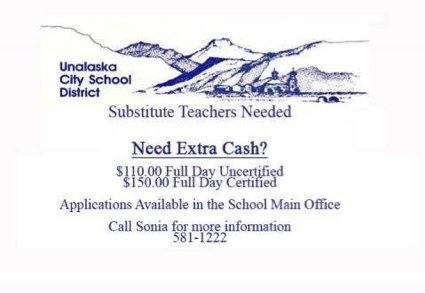 Unalaska
City School
District
Substitute Teachers Needed
Need Extra Cash?
$110.00 Full Day Uncertified
$150.00 Full Day Certified
Applications Available in the School Main Office
Call Sonia for more information
581-1222